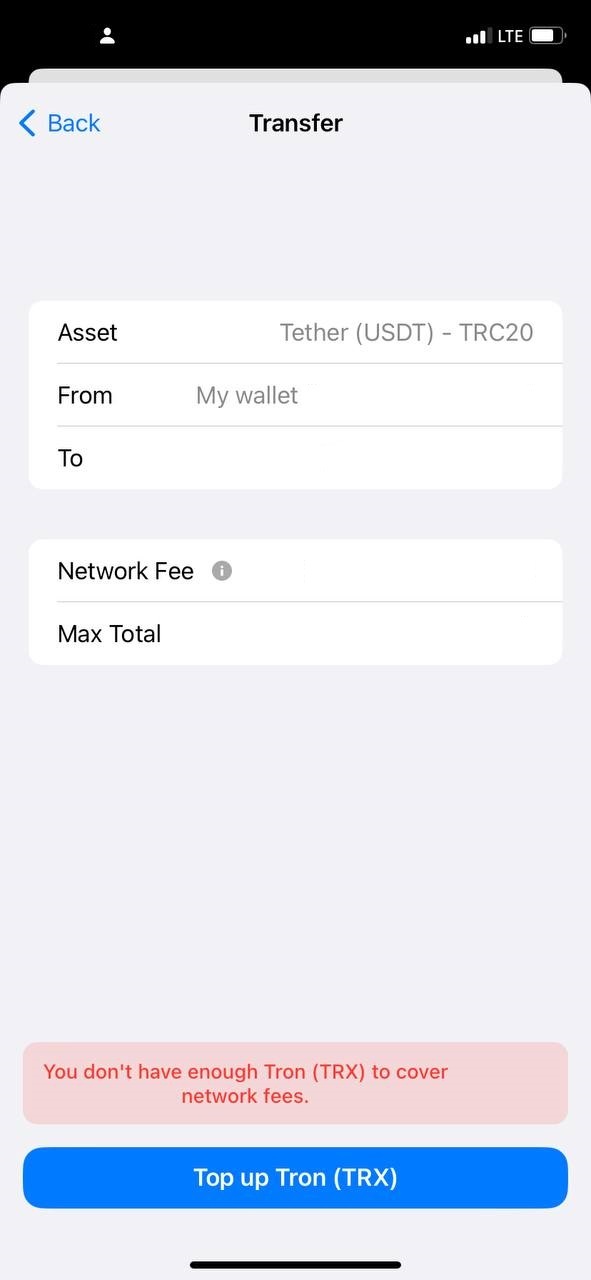 LTE
Back
Transfer
Asset Tether (USDT) - TRC20
From My wallet
To
Network Fee
Max Total
You don't have enough Tron (TRX) to cover
network fees.
Top up Tron (TRX)